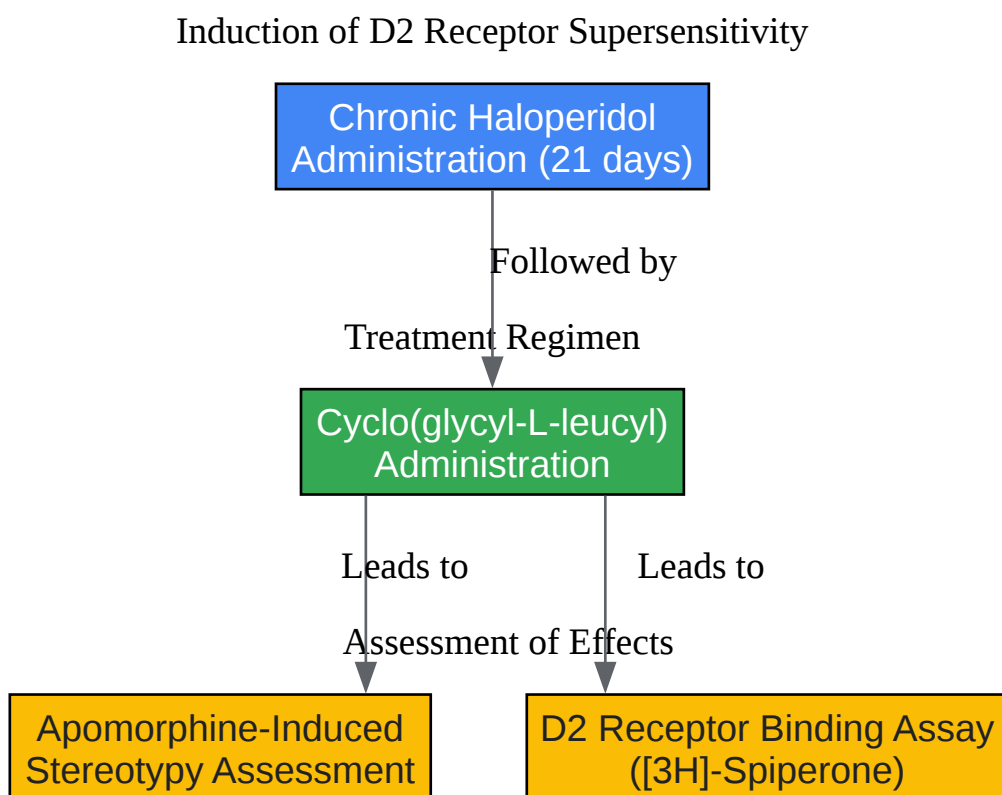 Induction of D2 Receptor Supersensitivity
Chronic Haloperidol
Administration (21 days)
Followed by
Treatment Regimen
Cyclo(glycyl-L-leucyl)
Administration
Leads to
Leads to
Assessment of Effects
Apomorphine-Induced
Stereotypy Assessment
D2 Receptor Binding Assay
([3H]-Spiperone)